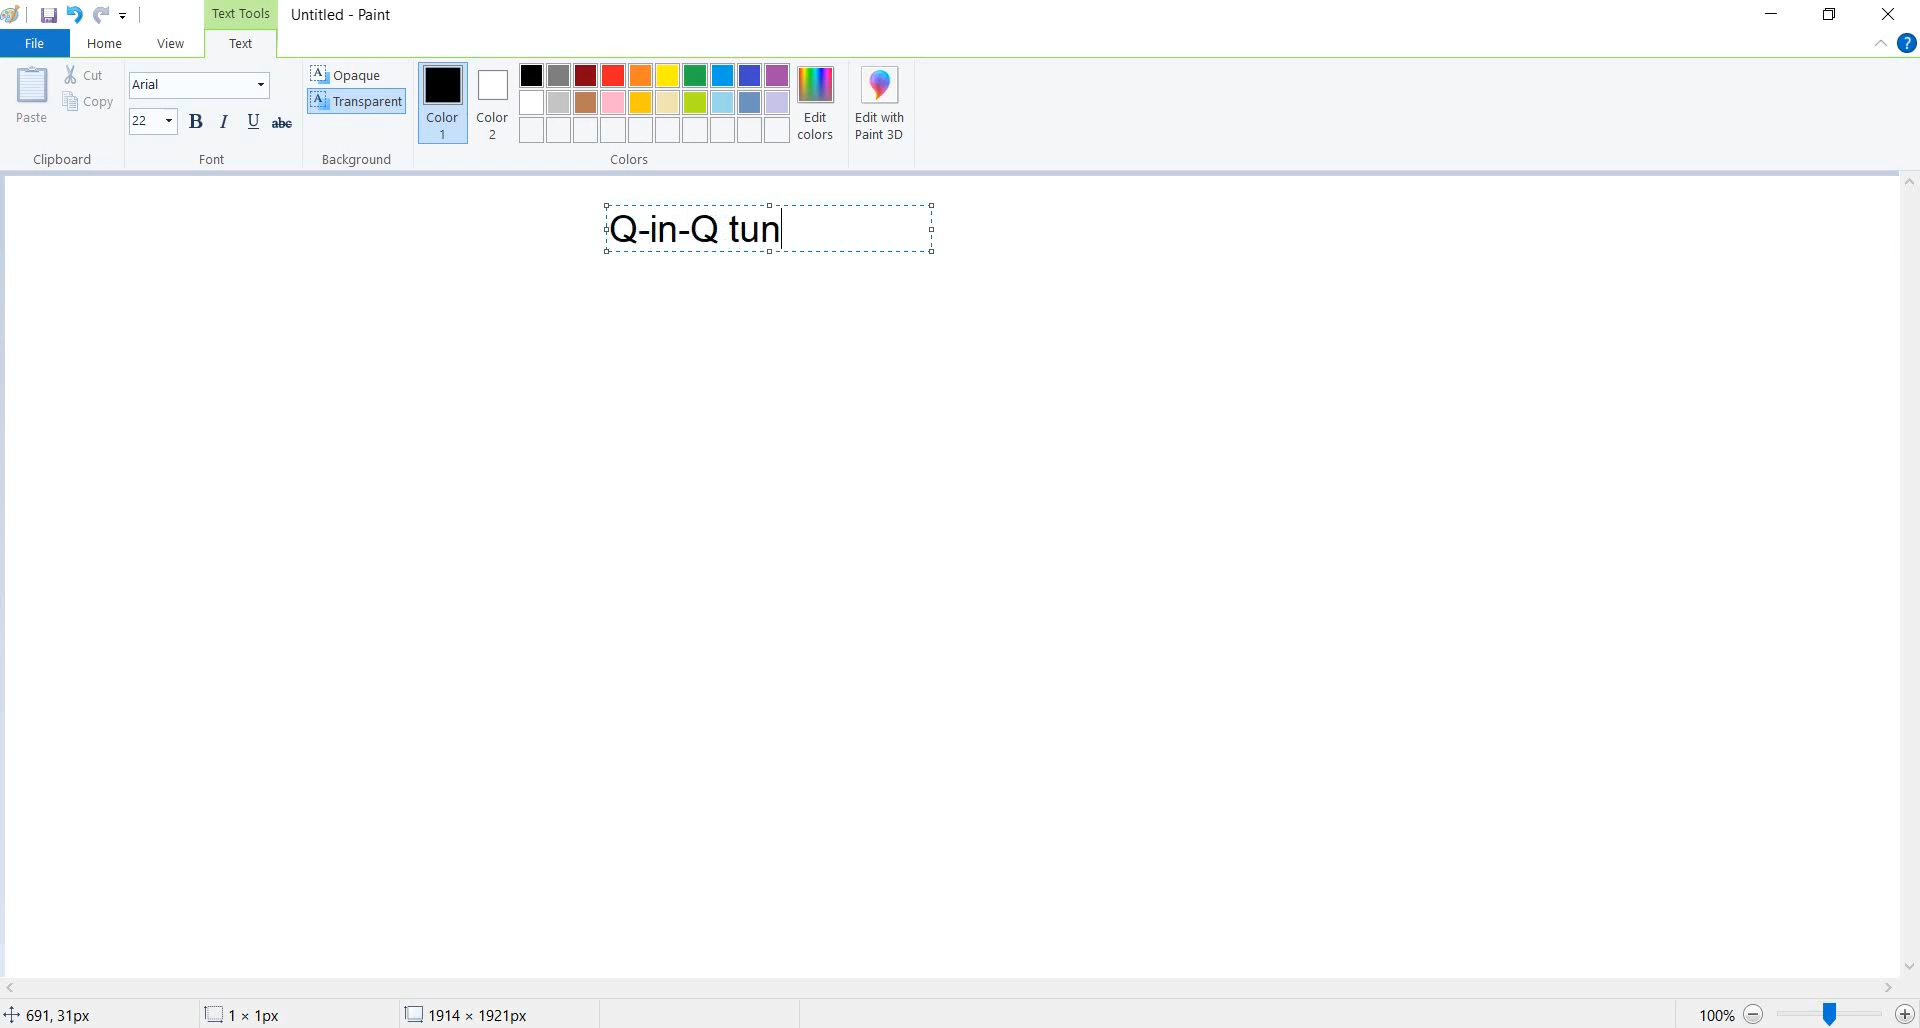 Text Tools Untitled - Paint
File Home View Text ?
Paste Cut Copy
Arial
22 B I U abc
Opaque
Transparent
Color 1
Color 2
Edit colors
Edit with Paint 3D
Clipboard Font Background Colors
Q-in-Q tun
691, 31px 1 × 1px 1914 × 1921px 100%